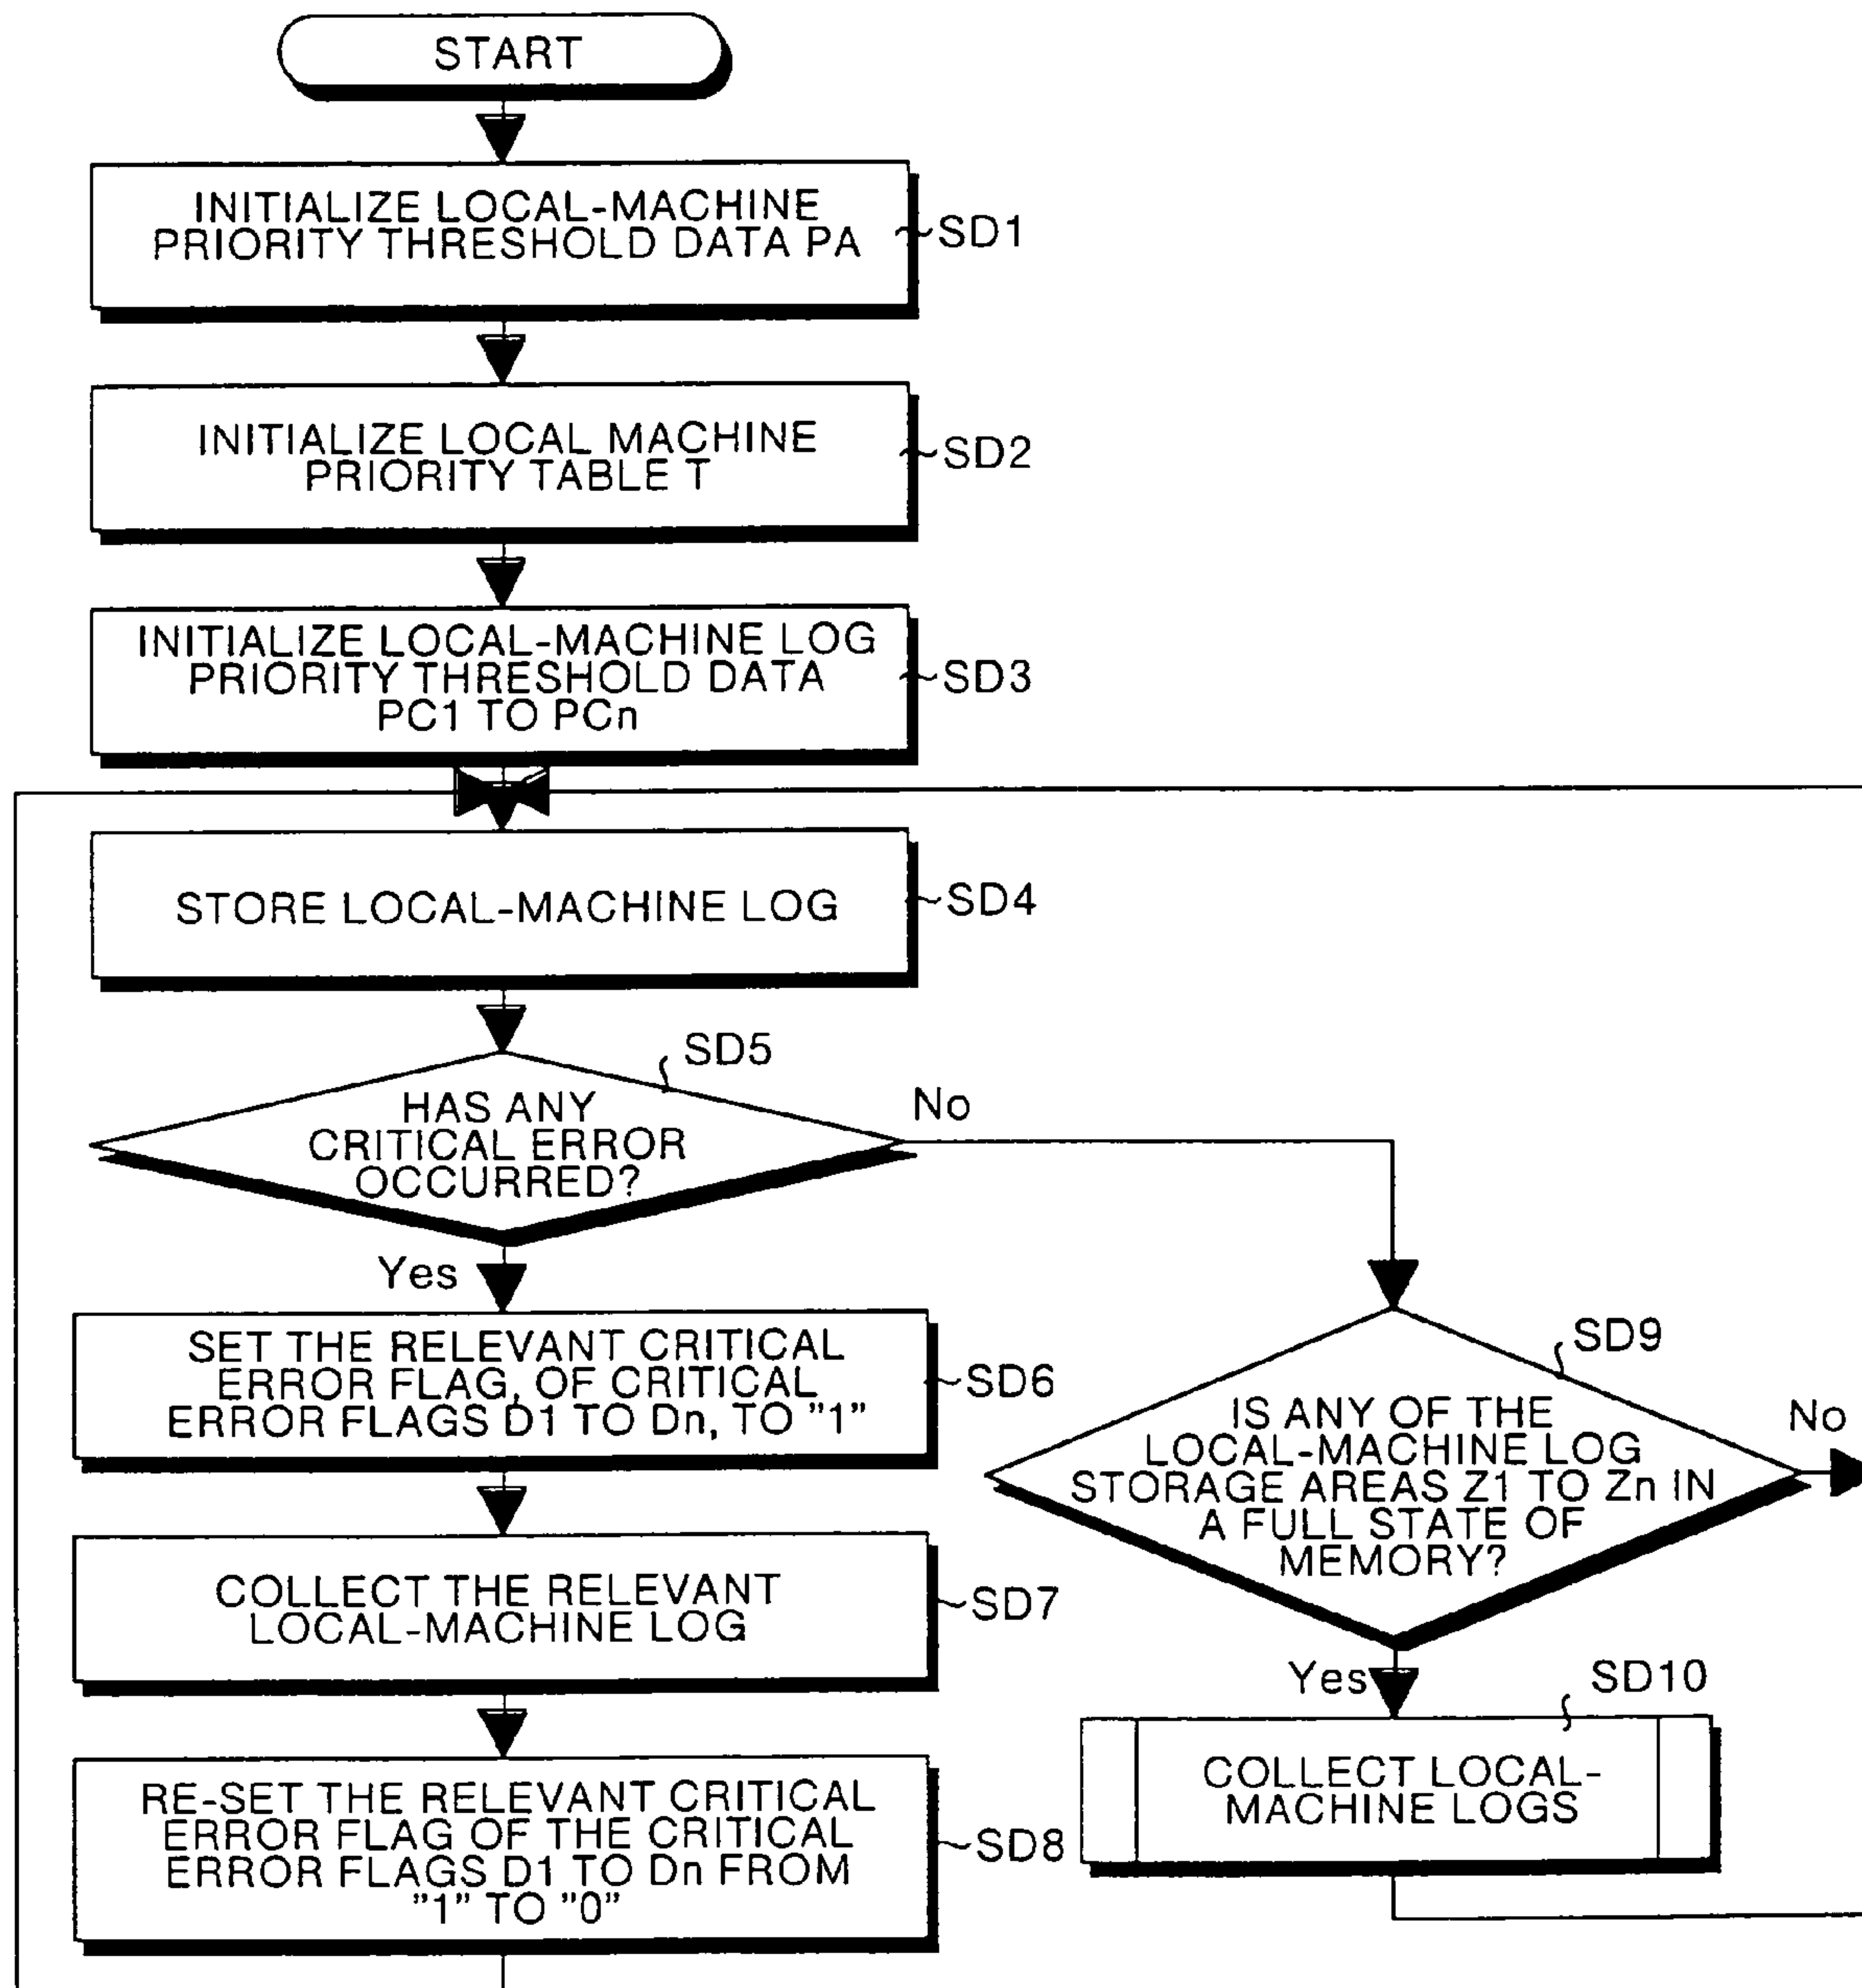 START
INITIALIZE LOCAL-MACHINE
PRIORITY THRESHOLD DATA PA
SD1
INITIALIZE LOCAL MACHINE
PRIORITY TABLE T
SD2
INITIALIZE LOCAL-MACHINE LOG
PRIORITY THRESHOLD DATA
PC1 TO PCn
SD3
STORE LOCAL-MACHINE LOG
SD4
SD5
HAS ANY
CRITICAL ERROR
OCCURRED?
No
Yes
SET THE RELEVANT CRITICAL
ERROR FLAG, OF CRITICAL
ERROR FLAGS D1 TO Dn, TO "1"
SD6
COLLECT THE RELEVANT
LOCAL-MACHINE LOG
SD7
RE-SET THE RELEVANT CRITICAL
ERROR FLAG OF THE CRITICAL
ERROR FLAGS D1 TO Dn FROM
"1" TO "0"
SD8
SD9
IS ANY OF THE
LOCAL-MACHINE LOG
STORAGE AREAS Z1 TO Zn IN
A FULL STATE OF
MEMORY?
No
Yes
SD10
COLLECT LOCAL-
MACHINE LOGS